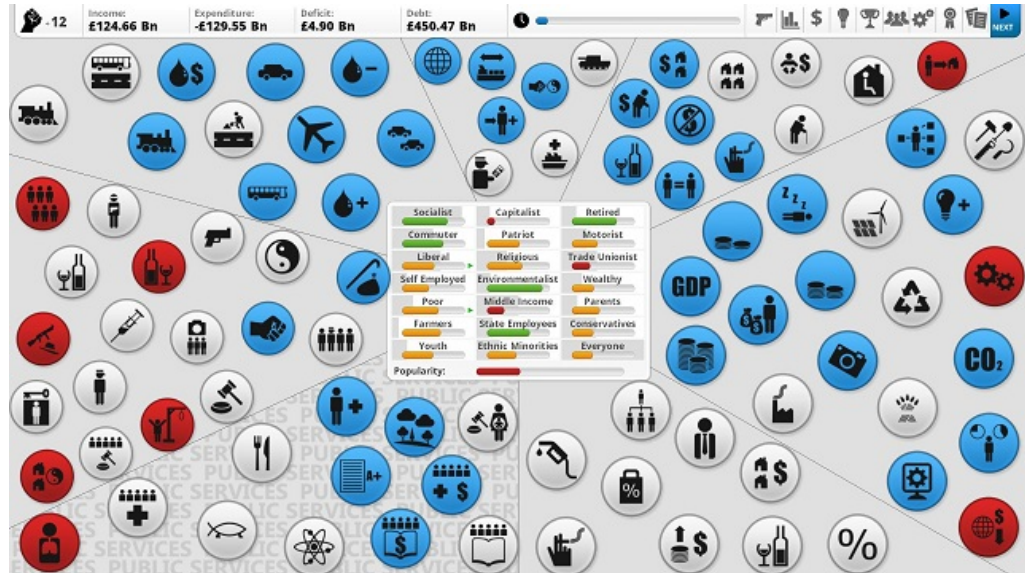 -12
Income:
£124.66 Bn
Expenditure:
-£129.55 Bn
Deficit:
£4.90 Bn
Debt:
£450.47 Bn
NEXT
Socialist Capitalist Retired
Commuter Patriot Motorist
Liberal Religious Trade Unionist
Self Employed Environmentalist Wealthy
Poor Middle Income Parents
Farmers State Employees Conservatives
Youth Ethnic Minorities Everyone
Popularity:
GDP
CO₂
z z z
A+
%
%
PUBLIC SERVICES